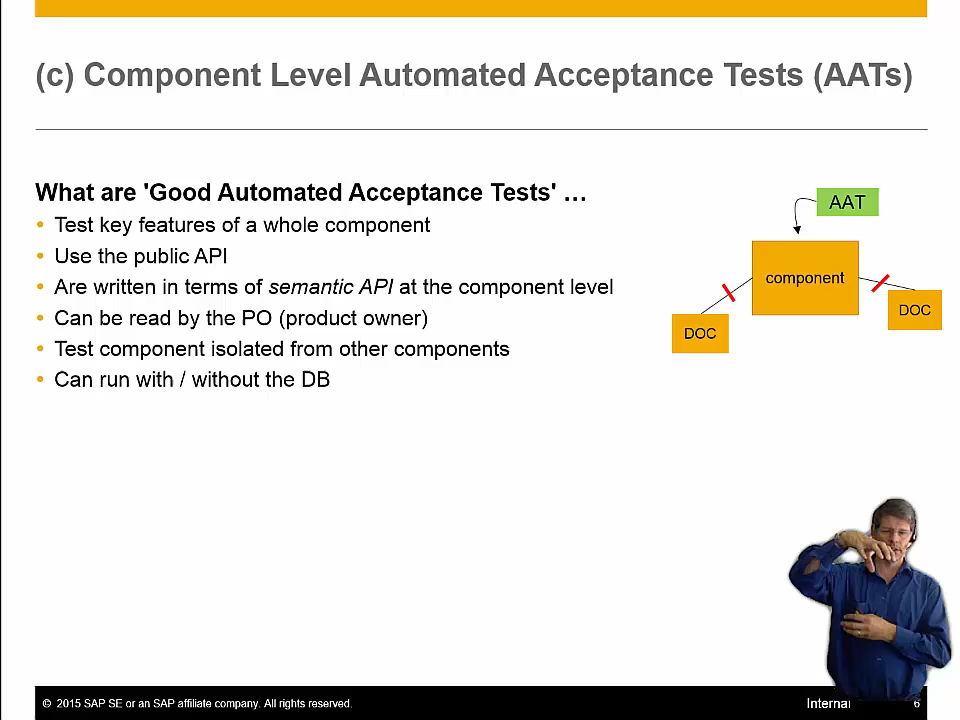 (c) Component Level Automated Acceptance Tests (AATs)
What are 'Good Automated Acceptance Tests' …
• Test key features of a whole component
• Use the public API
• Are written in terms of semantic API at the component level
• Can be read by the PO (product owner)
• Test component isolated from other components
• Can run with / without the DB
AAT
component
DOC
DOC
© 2015 SAP SE or an SAP affiliate company. All rights reserved.
Internal
6